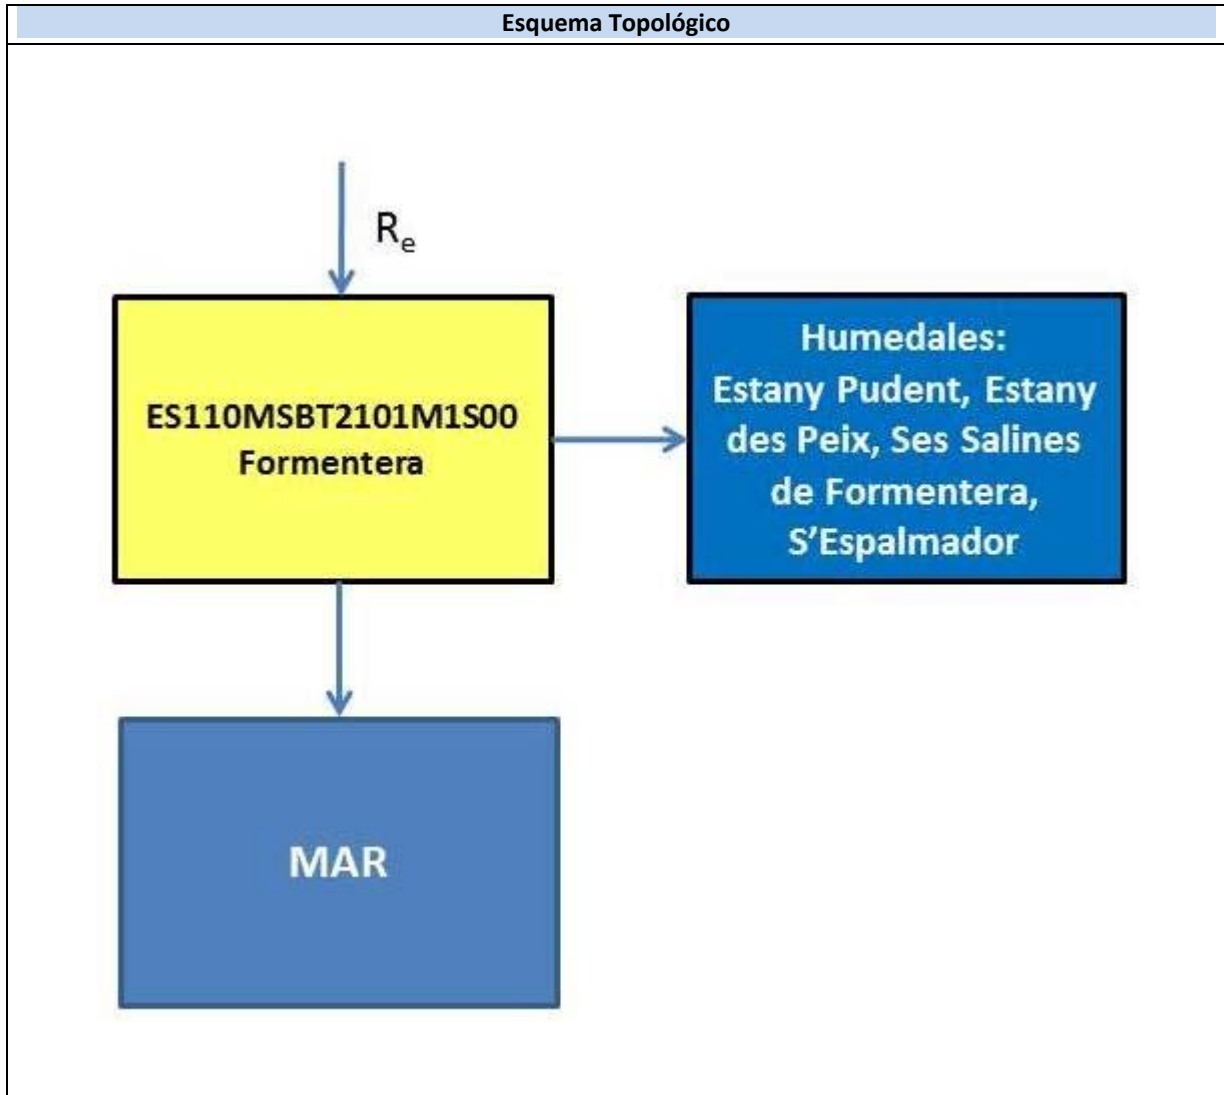 Esquema Topológico
Re
ES110MSBT2101M1S00
Formentera
Humedales:
Estany Pudent, Estany
des Peix, Ses Salines
de Formentera,
S’Espalmador
MAR